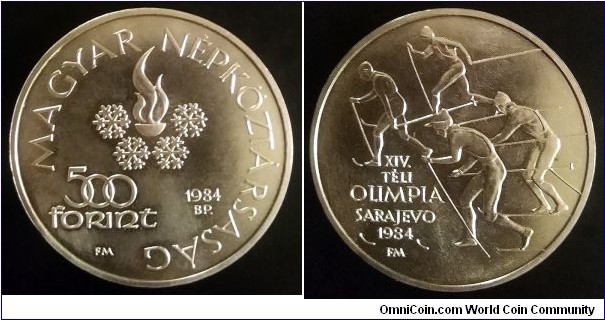 MAGYAR NÉPKÖZTÁRSASÁG
500
FORINT
1984
BP.
FM
XIV.
TÉLI
OLIMPIA
SARAJEVO
1984
FM
OmniCoin.com World Coin Community